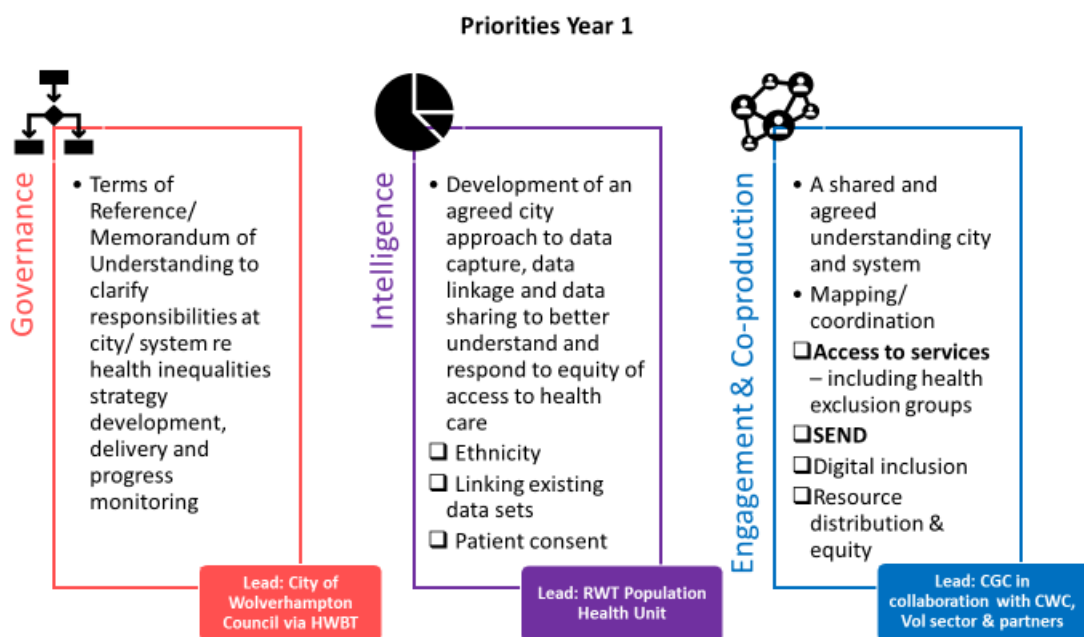 Priorities Year 1
Governance
• Terms of
Reference/
Memorandum of
Understanding to
clarify
responsibilities at
city/ system re
health inequalities
strategy
development,
delivery and
progress
monitoring
Lead: City of
Wolverhampton
Council via HWBT
Intelligence
• Development of an
agreed city
approach to data
capture, data
linkage and data
sharing to better
understand and
respond to equity of
access to health
care
❑ Ethnicity
❑ Linking existing
data sets
❑ Patient consent
Lead: RWT Population
Health Unit
Engagement & Co-production
• A shared and
agreed
understanding city
and system
• Mapping/
coordination
❑Access to services
– including health
exclusion groups
❑SEND
❑Digital inclusion
❑Resource
distribution &
equity
Lead: CGC in
collaboration with CWC,
Vol sector & partners